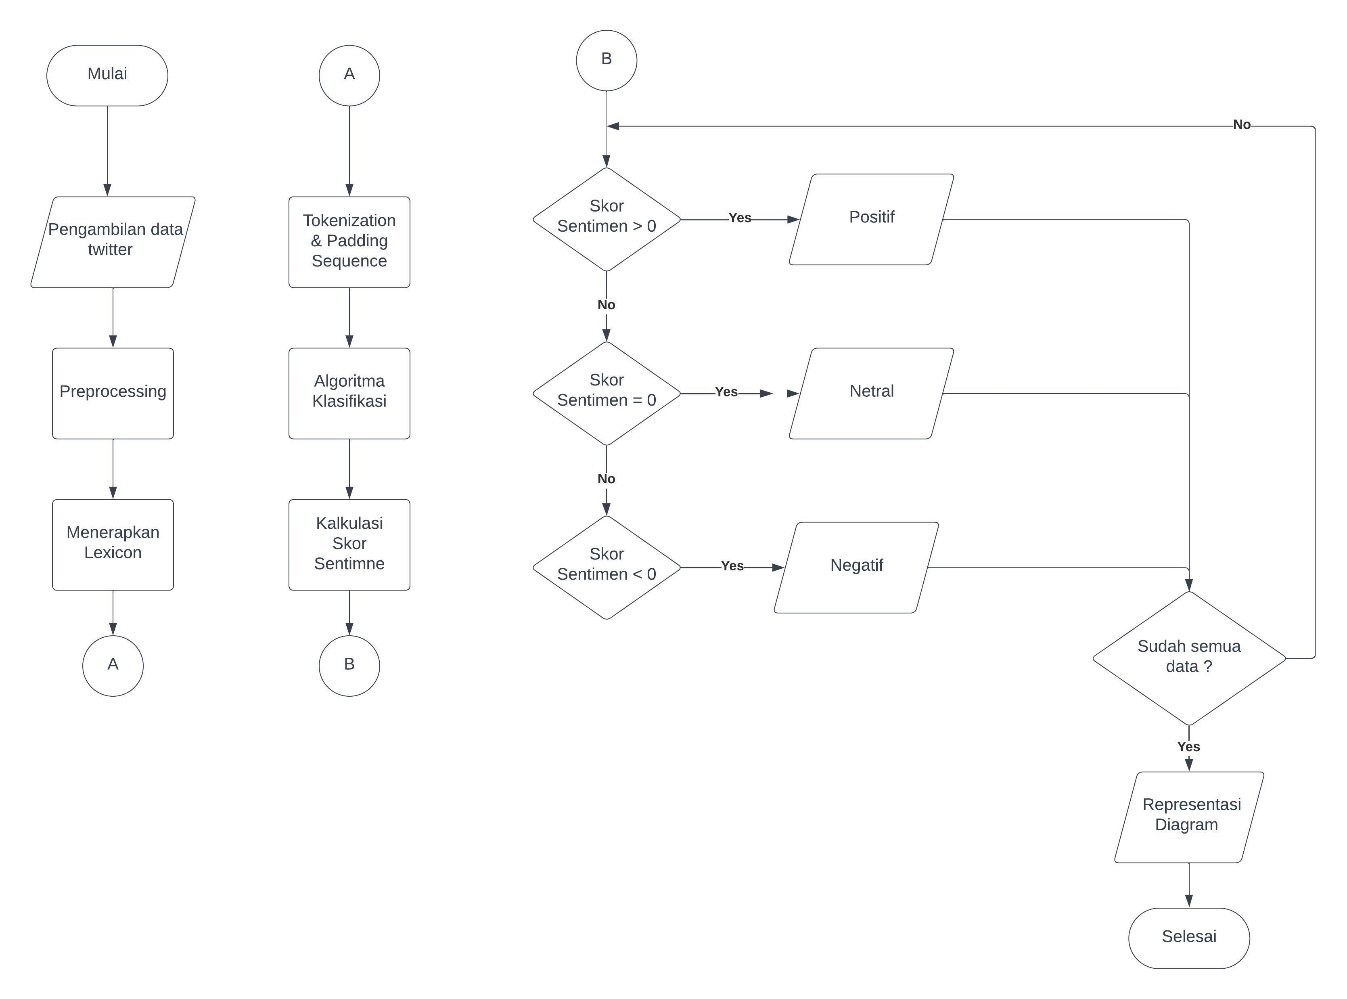 Mulai
Pengambilan data
twitter
Preprocessing
Menerapkan
Lexicon
A
A
Tokenization
& Padding
Sequence
Algoritma
Klasifikasi
Kalkulasi
Skor
Sentimne
B
B
No
Skor
Sentimen > 0
Yes
Positif
No
Skor
Sentimen = 0
Yes
Netral
No
Skor
Sentimen < 0
Yes
Negatif
Sudah semua
data ?
Yes
Representasi
Diagram
Selesai